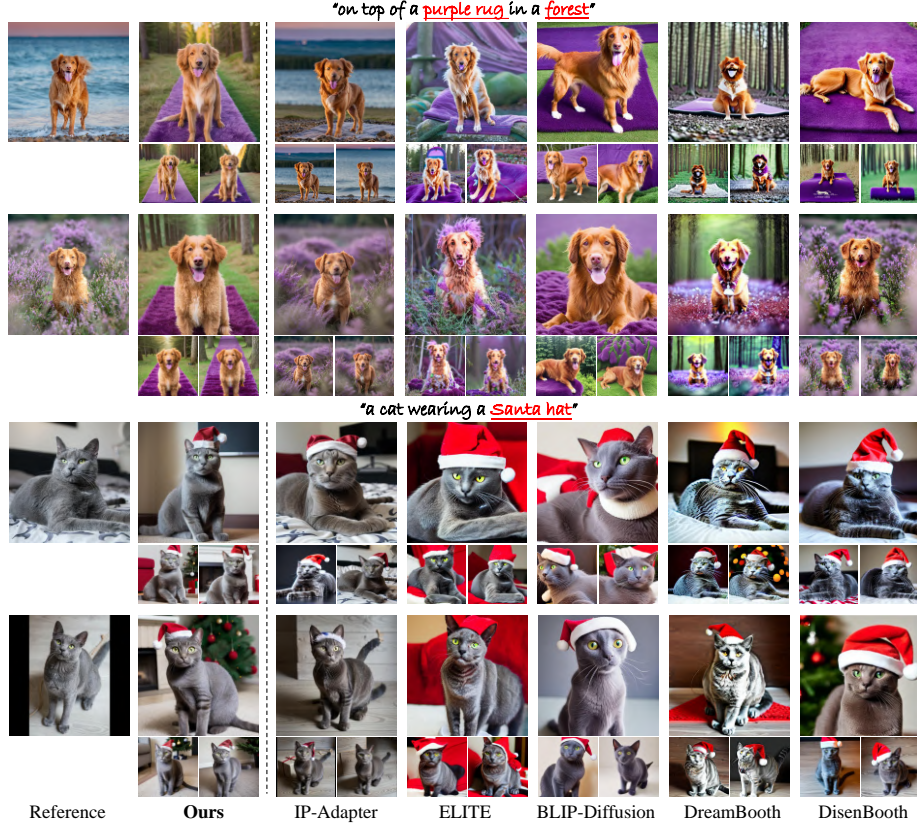 "on top of a purple rug in a forest"
"a cat wearing a Santa hat"
Reference Ours IP-Adapter ELITE BLIP-Diffusion DreamBooth DisenBooth